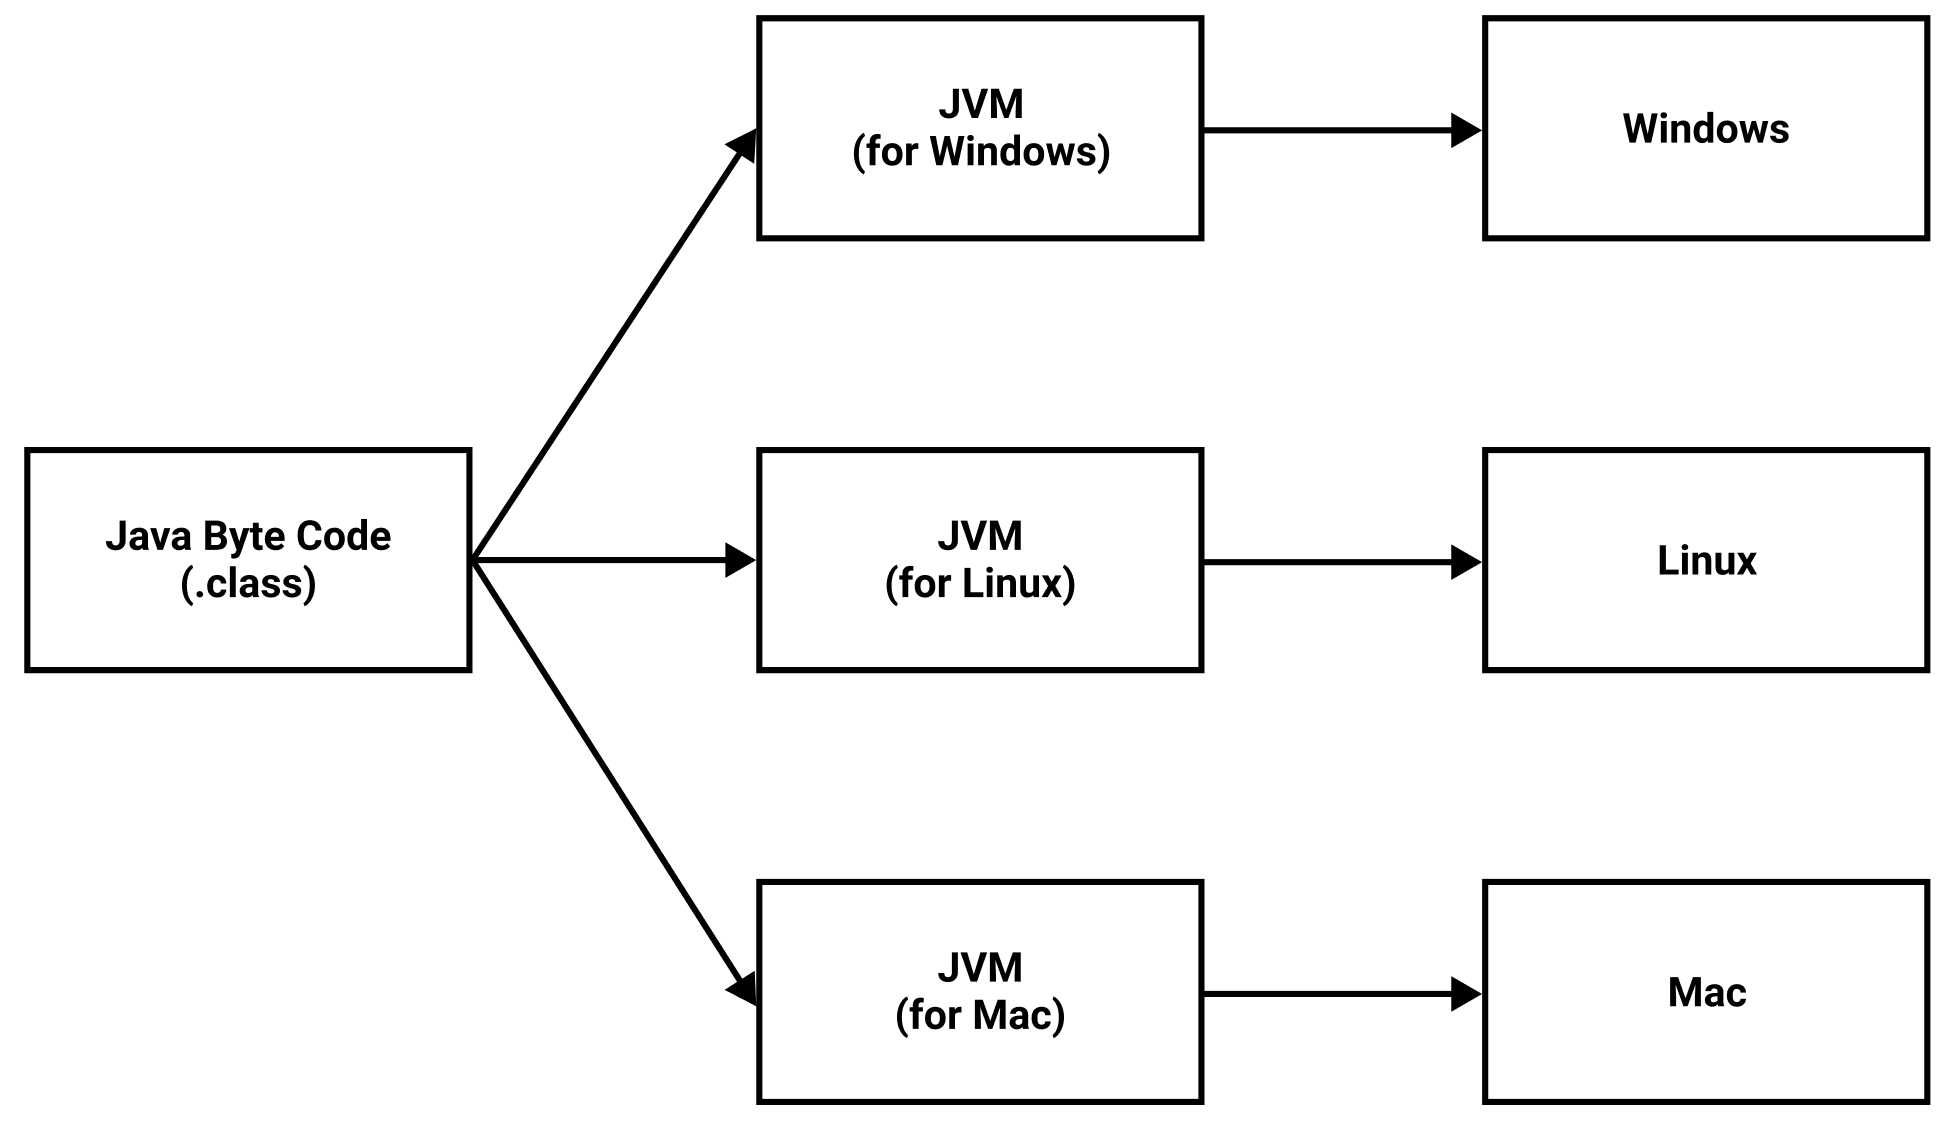 JVM
(for Windows)
Windows
Java Byte Code
(.class)
JVM
(for Linux)
Linux
JVM
(for Mac)
Mac